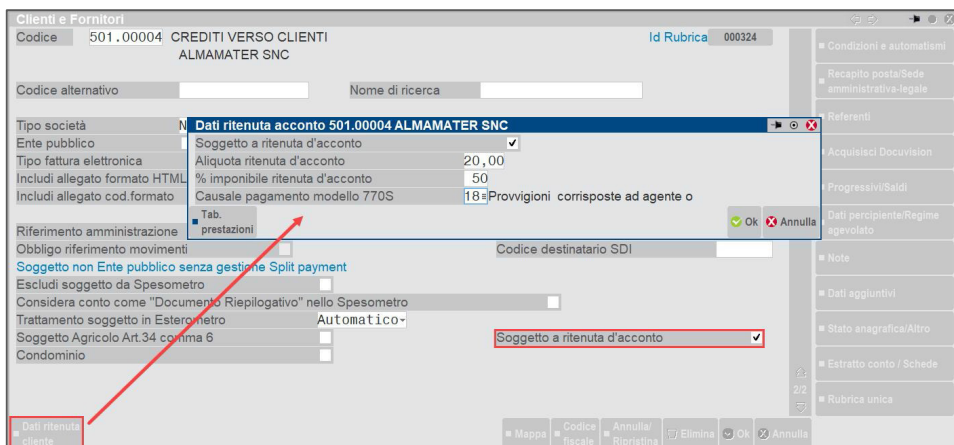 Clienti e Fornitori
Codice 501.00004 CREDITI VERSO CLIENTI Id Rubrica 000324
ALMAMATER SNC
Codice alternativo Nome di ricerca
Tipo società N
Ente pubblico
Tipo fattura elettronica
Includi allegato formato HTML
Includi allegato cod.formato
Dati ritenuta acconto 501.00004 ALMAMATER SNC
Soggetto a ritenuta d'acconto
Aliquota ritenuta d'acconto 20,00
% imponibile ritenuta d'acconto 50
Causale pagamento modello 770S 18 Provvigioni corrisposte ad agente o
Tab.
prestazioni
Ok Annulla
Riferimento amministrazione
Obbligo riferimento movimenti Codice destinatario SDI
Soggetto non Ente pubblico senza gestione Split payment
Escludi soggetto da Spesometro
Considera conto come "Documento Riepilogativo" nello Spesometro
Trattamento soggetto in Esterometro Automatico
Soggetto Agricolo Art.34 comma 6 Soggetto a ritenuta d'acconto
Condominio
Condizioni e automatismi
Recapito posta/Sede
amministrativa-legale
Referenti
Acquisisci Docuvision
Progressivi/Saldi
Dati percipiente/Regime
agevolato
Note
Dati aggiuntivi
Stato anagrafica/Altro
Estratto conto / Schede
2/2
Rubrica unica
Dati ritenuta
cliente
Mappa
Codice
fiscale
Annulla/
Ripristina
Elimina
Ok
Annulla